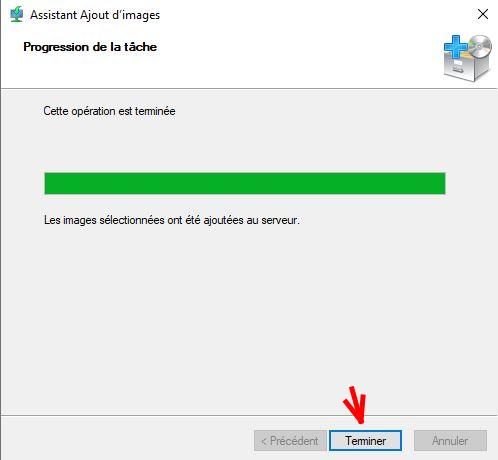 Assistant Ajout d'images
Progression de la tâche
Cette opération est terminée
Les images sélectionnées ont été ajoutées au serveur.
< Précédent
Terminer
Annuler